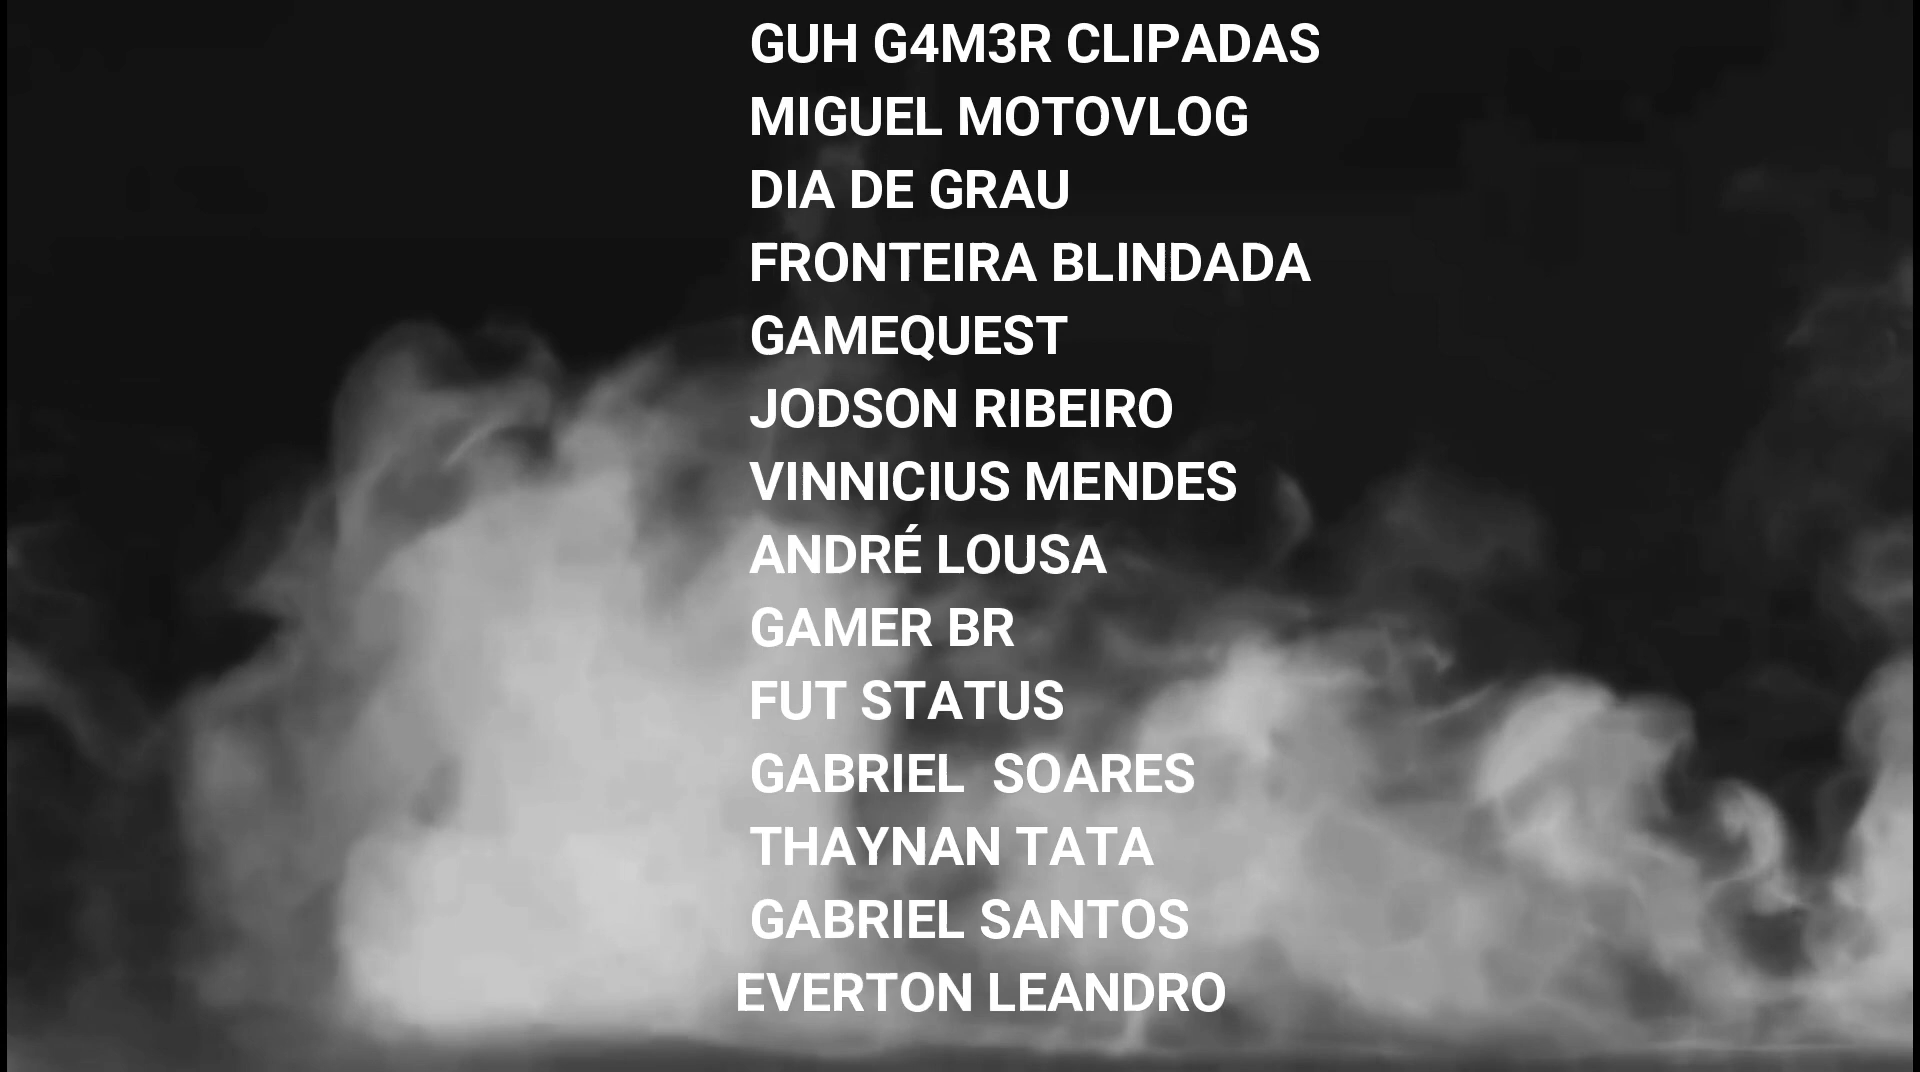 GUH G4M3R CLIPADAS
MIGUEL MOTOVLOG
DIA DE GRAU
FRONTEIRA BLINDADA
GAMEQUEST
JODSON RIBEIRO
VINNICIUS MENDES
ANDRÉ LOUSA
GAMER BR
FUT STATUS
GABRIEL  SOARES
THAYNAN TATA
GABRIEL SANTOS
EVERTON LEANDRO